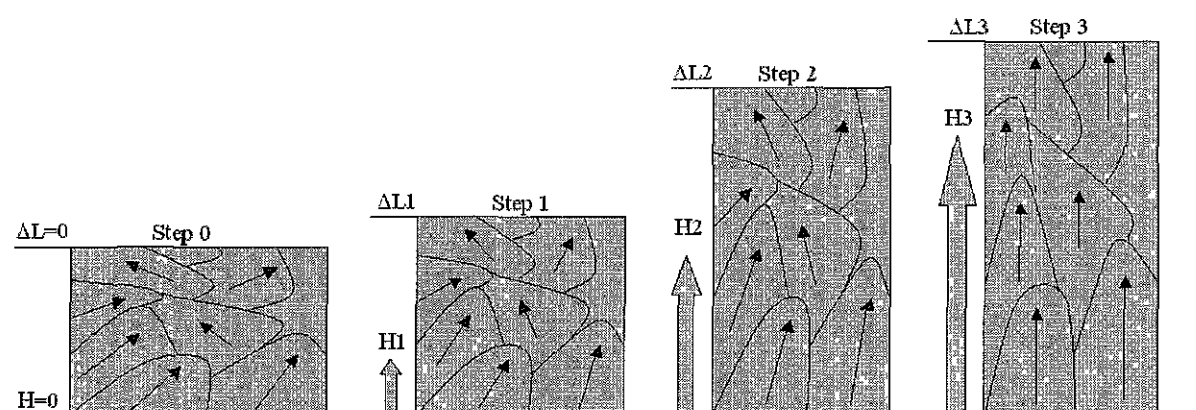 ΔL=0
Step 0
H=0
ΔL1
Step 1
H1
ΔL2
Step 2
H2
ΔL3
Step 3
H3